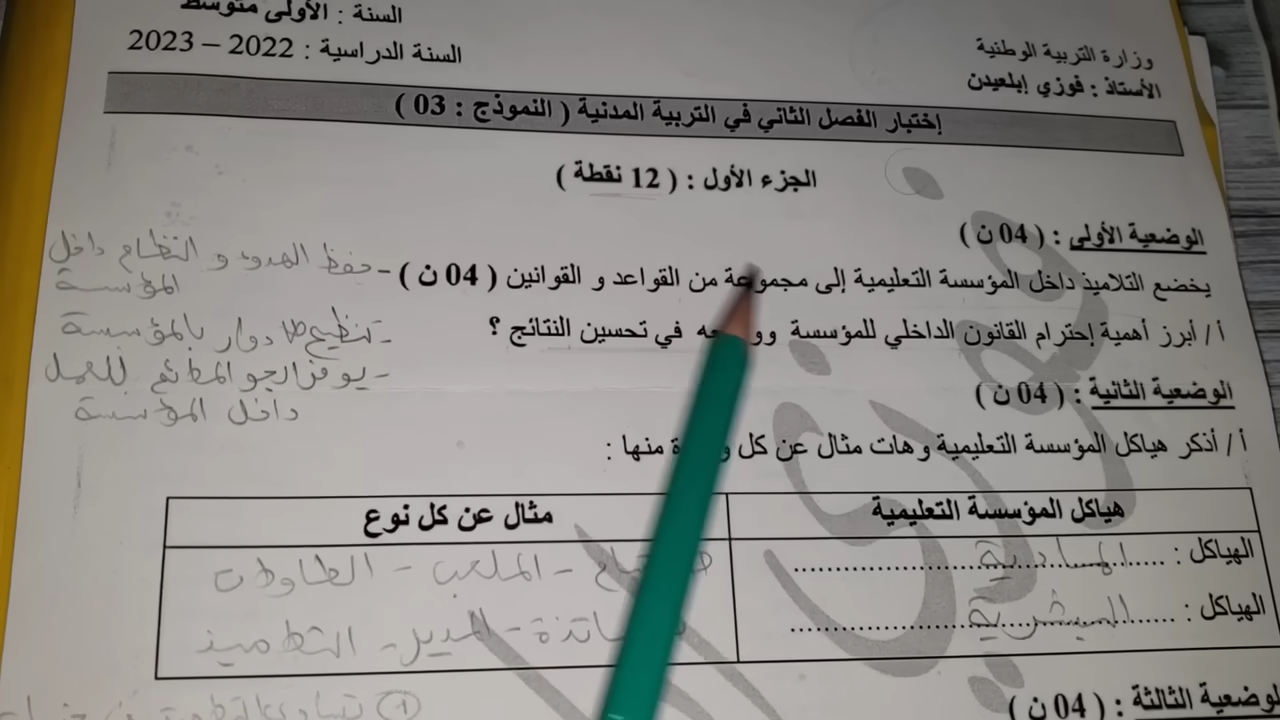 السنة : الأولى متوسط
وزارة التربية الوطنية
السنة الدراسية : 2022 – 2023
الأستاذ : فوزي إبلعيدن
إختبار الفصل الثاني في التربية المدنية ( النموذج : 03 )
الجزء الأول : ( 12 نقطة )
الوضعية الأولى : ( 04 ن )
يخضع التلاميذ داخل المؤسسة التعليمية إلى مجموعة من القواعد و القوانين ( 04 ن )
أ / أبرز أهمية إحترام القانون الداخلي للمؤسسة في تحسين النتائج ؟
- حفظ الهدوء و النظام داخل
المؤسسة
- تنظيم الأدوار بالمؤسسة
- يوفر الجو الملائم للعمل
داخل المؤسسة
الوضعية الثانية : ( 04 ن )
أ / أذكر هياكل المؤسسة التعليمية وهات مثال عن كل منها :
هياكل المؤسسة التعليمية
مثال عن كل نوع
الهياكل : المادية
- الملعب - الطاولات
الهياكل : البشرية
- المدير - التلاميذ
الوضعية الثالثة : ( 04 ن )
فوزي